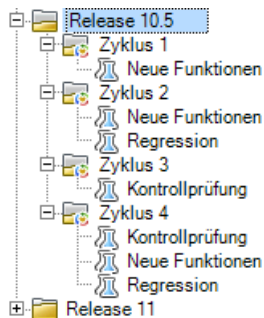 Release 10.5
Zyklus 1
Neue Funktionen
Zyklus 2
Neue Funktionen
Regression
Zyklus 3
Kontrollprüfung
Zyklus 4
Kontrollprüfung
Neue Funktionen
Regression
Release 11